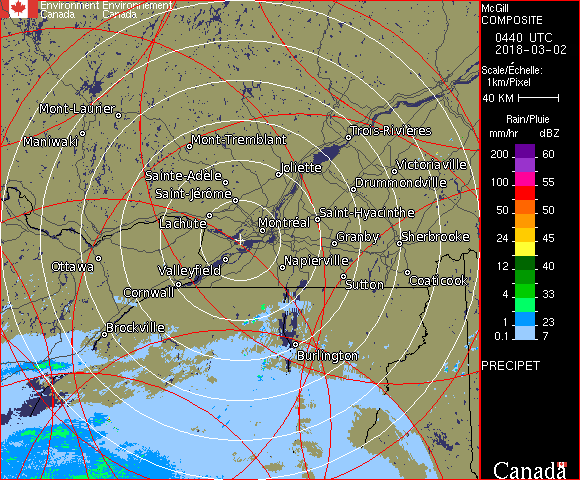 Environment Environnement
Canada Canada
McGill
COMPOSITE
0440 UTC
2018-03-02
Scale/Échelle:
1km/Pixel
40 KM
Rain/Pluie
mm/hr dBZ
200 60
150 57
100 55
50 50
24 45
12 40
4 33
1 23
0.1 7
PRECIPET
Canada
Mont-Laurier
Maniwaki
Mont-Tremblant
Trois-Rivières
Joliette
Victoriaville
Sainte-Adèle
Drummondville
Saint-Jérôme
Lachute
Saint-Hyacinthe
Montréal
Granby
Sherbrooke
Ottawa
Valleyfield
Napierville
Cornwall
Sutton
Coaticook
Brockville
Burlington